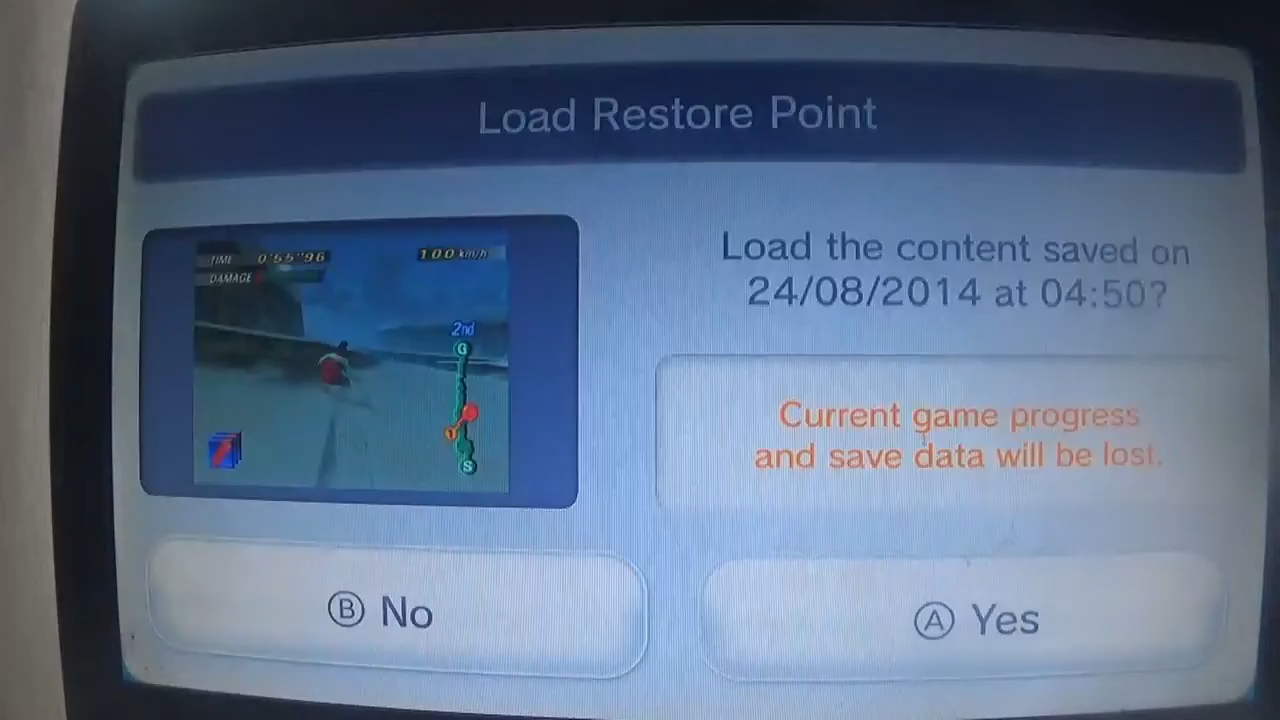 Load Restore Point
TIME 0'55"96
100 km/h
DAMAGE
2nd
G
1
S
Load the content saved on
24/08/2014 at 04:50?
Current game progress
and save data will be lost.
B No
A Yes